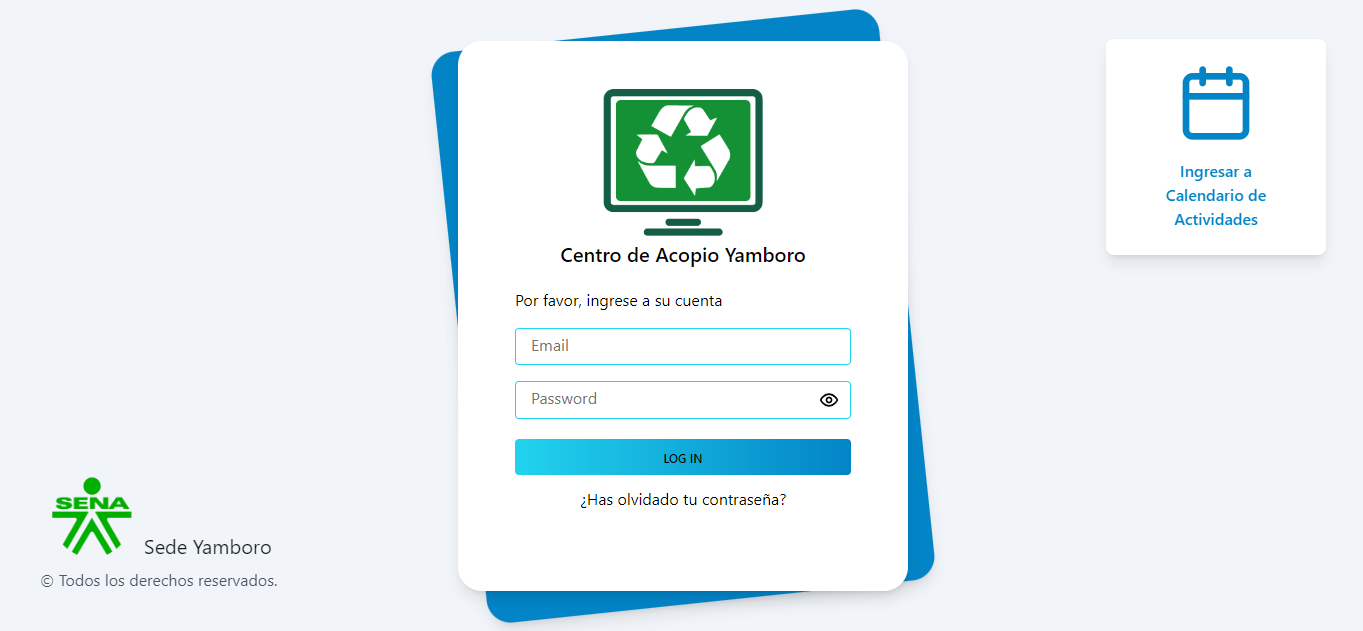 Centro de Acopio Yamboro
Por favor, ingrese a su cuenta
Email
Password
LOG IN
¿Has olvidado tu contraseña?
Ingresar a
Calendario de
Actividades
SENA
Sede Yamboro
© Todos los derechos reservados.